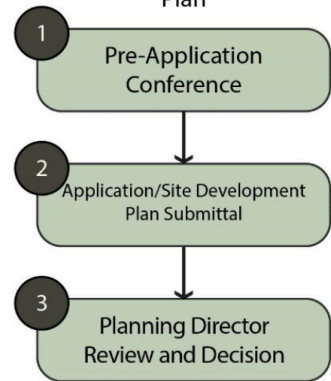 Plan
1
Pre-Application
Conference
2
Application/Site Development
Plan Submittal
3
Planning Director
Review and Decision